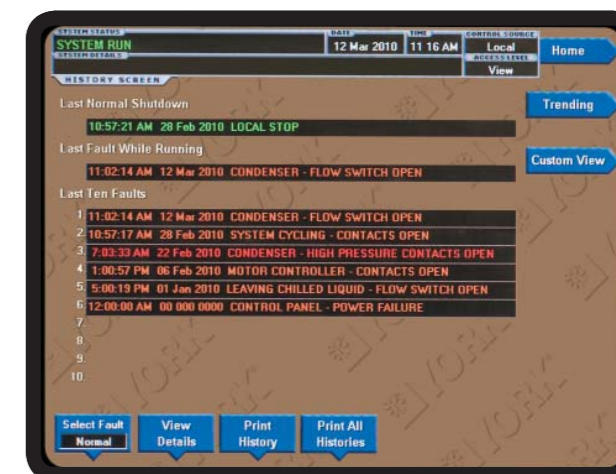 SYSTEM STATUS
SYSTEM RUN
DATE
12 Mar 2010
TIME
11 16 AM
CONTROL SOURCE
Local
SYSTEM DETAILS
ACCESS LEVEL
View
Home
HISTORY SCREEN
Last Normal Shutdown
Trending
10:57:21 AM 28 Feb 2010 LOCAL STOP
Last Fault While Running
Custom View
11:02:14 AM 12 Mar 2010 CONDENSER - FLOW SWITCH OPEN
Last Ten Faults
1. 11:02:14 AM 12 Mar 2010 CONDENSER - FLOW SWITCH OPEN
2. 10:57:17 AM 28 Feb 2010 SYSTEM CYCLING - CONTACTS OPEN
3. 7:03:33 AM 22 Feb 2010 CONDENSER - HIGH PRESSURE CONTACTS OPEN
4. 1:00:57 PM 06 Feb 2010 MOTOR CONTROLLER - CONTACTS OPEN
5. 5:00:19 PM 01 Jan 2010 LEAVING CHILLED LIQUID - FLOW SWITCH OPEN
6. 12:00:00 AM 00 000 0000 CONTROL PANEL - POWER FAILURE
7.
8.
9.
10.
YORK
Select Fault
Normal
View
Details
Print
History
Print All
Histories